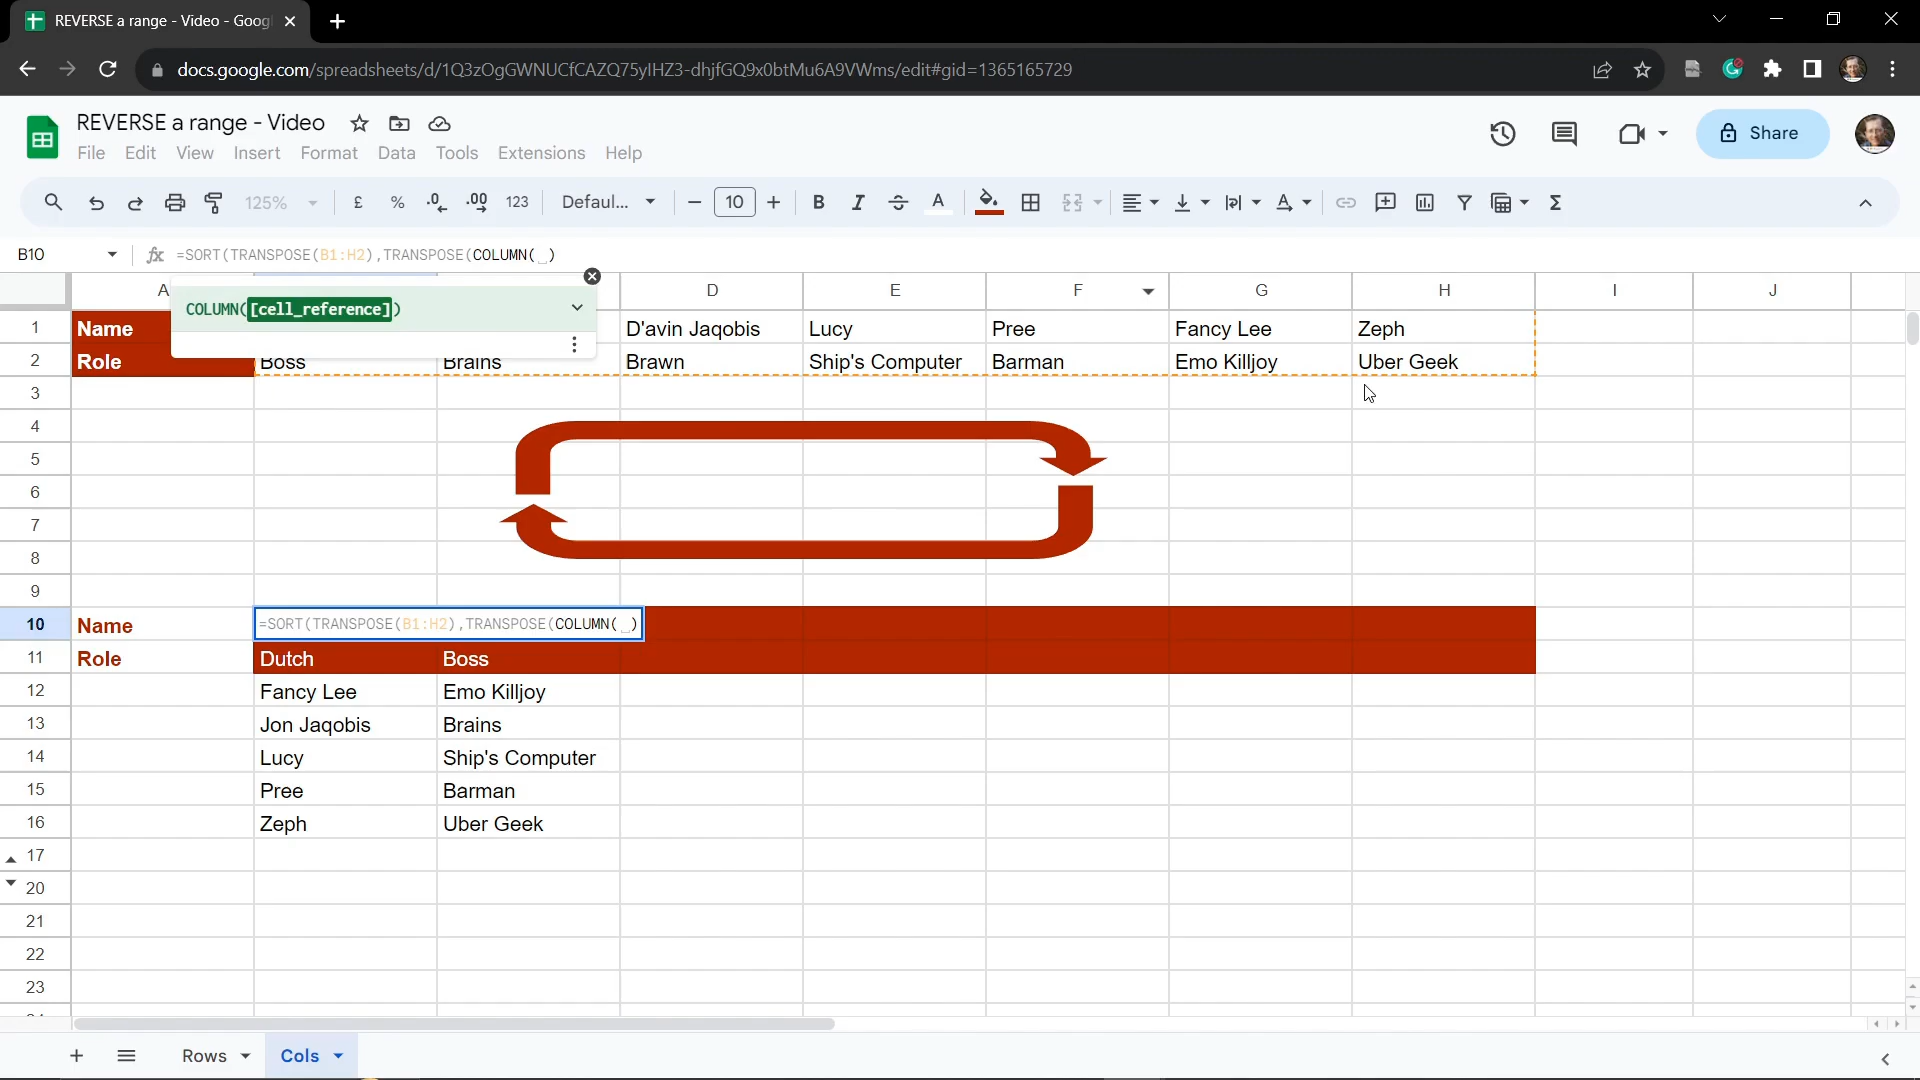 REVERSE a range - Video - Goog
docs.google.com/spreadsheets/d/1Q3zOgGWNUCfCAZQ75yIHZ3-dhjfGQ9x0btMu6A9VWms/edit#gid=1365165729
REVERSE a range - Video
File Edit View Insert Format Data Tools Extensions Help
Share
125% £ % .0 .00 123 Defaul... 10 B I A Σ
B10 fx =SORT(TRANSPOSE(B1:H2),TRANSPOSE(COLUMN(_)
A D E F G H I J
COLUMN([cell_reference])
1 Name D'avin Jaqobis Lucy Pree Fancy Lee Zeph
2 Role Boss Brains Brawn Ship's Computer Barman Emo Killjoy Uber Geek
3
4
5
6
7
8
9
10 Name =SORT(TRANSPOSE(B1:H2),TRANSPOSE(COLUMN(_)
11 Role Dutch Boss
12 Fancy Lee Emo Killjoy
13 Jon Jaqobis Brains
14 Lucy Ship's Computer
15 Pree Barman
16 Zeph Uber Geek
17
20
21
22
23
Rows Cols